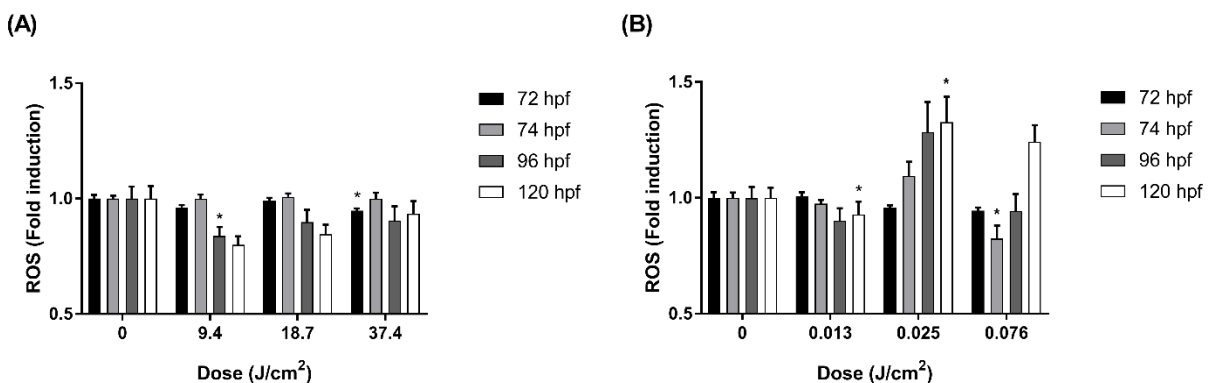 (A)
ROS (Fold induction)
1.5
1.0
0.5
* *
0 9.4 18.7 37.4
Dose (J/cm²)
72 hpf
74 hpf
96 hpf
120 hpf
(B)
ROS (Fold induction)
1.5
1.0
0.5
* * *
0 0.013 0.025 0.076
Dose (J/cm²)
72 hpf
74 hpf
96 hpf
120 hpf